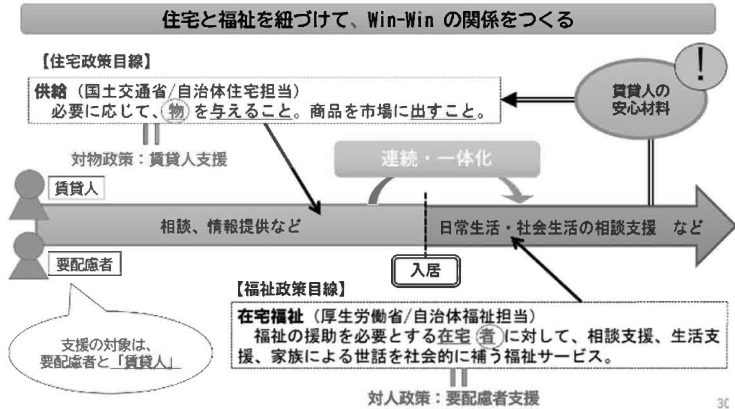 住宅と福祉を紐づけて、Win-Win の関係をつくる
【住宅政策目線】
供給（国土交通省/自治体住宅担当）
必要に応じて、物 を与えること。商品を市場に出すこと。
対物政策：賃貸人支援
賃貸人の
安心材料
！
連続・一体化
賃貸人
相談、情報提供など
日常生活・社会生活の相談支援　など
要配慮者
入居
【福祉政策目線】
在宅福祉（厚生労働省/自治体福祉担当）
福祉の援助を必要とする在宅 者 に対して、相談支援、生活支
援、家族による世話を社会的に補う福祉サービス。
対人政策：要配慮者支援
支援の対象は、
要配慮者と「賃貸人」
30